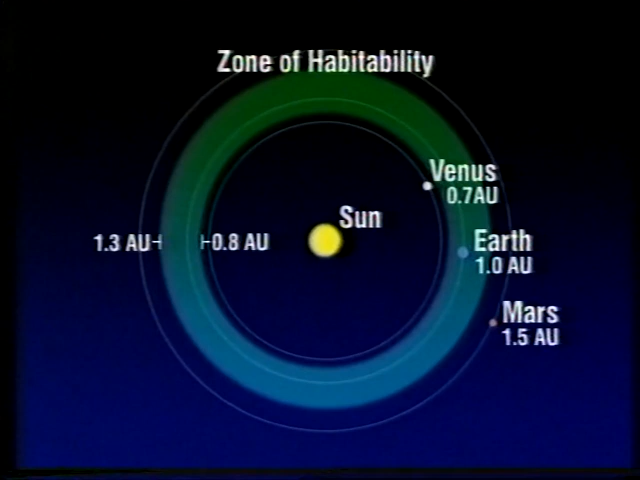 Zone of Habitability
Venus
0.7AU
Sun
1.3 AU
0.8 AU
Earth
1.0 AU
Mars
1.5 AU